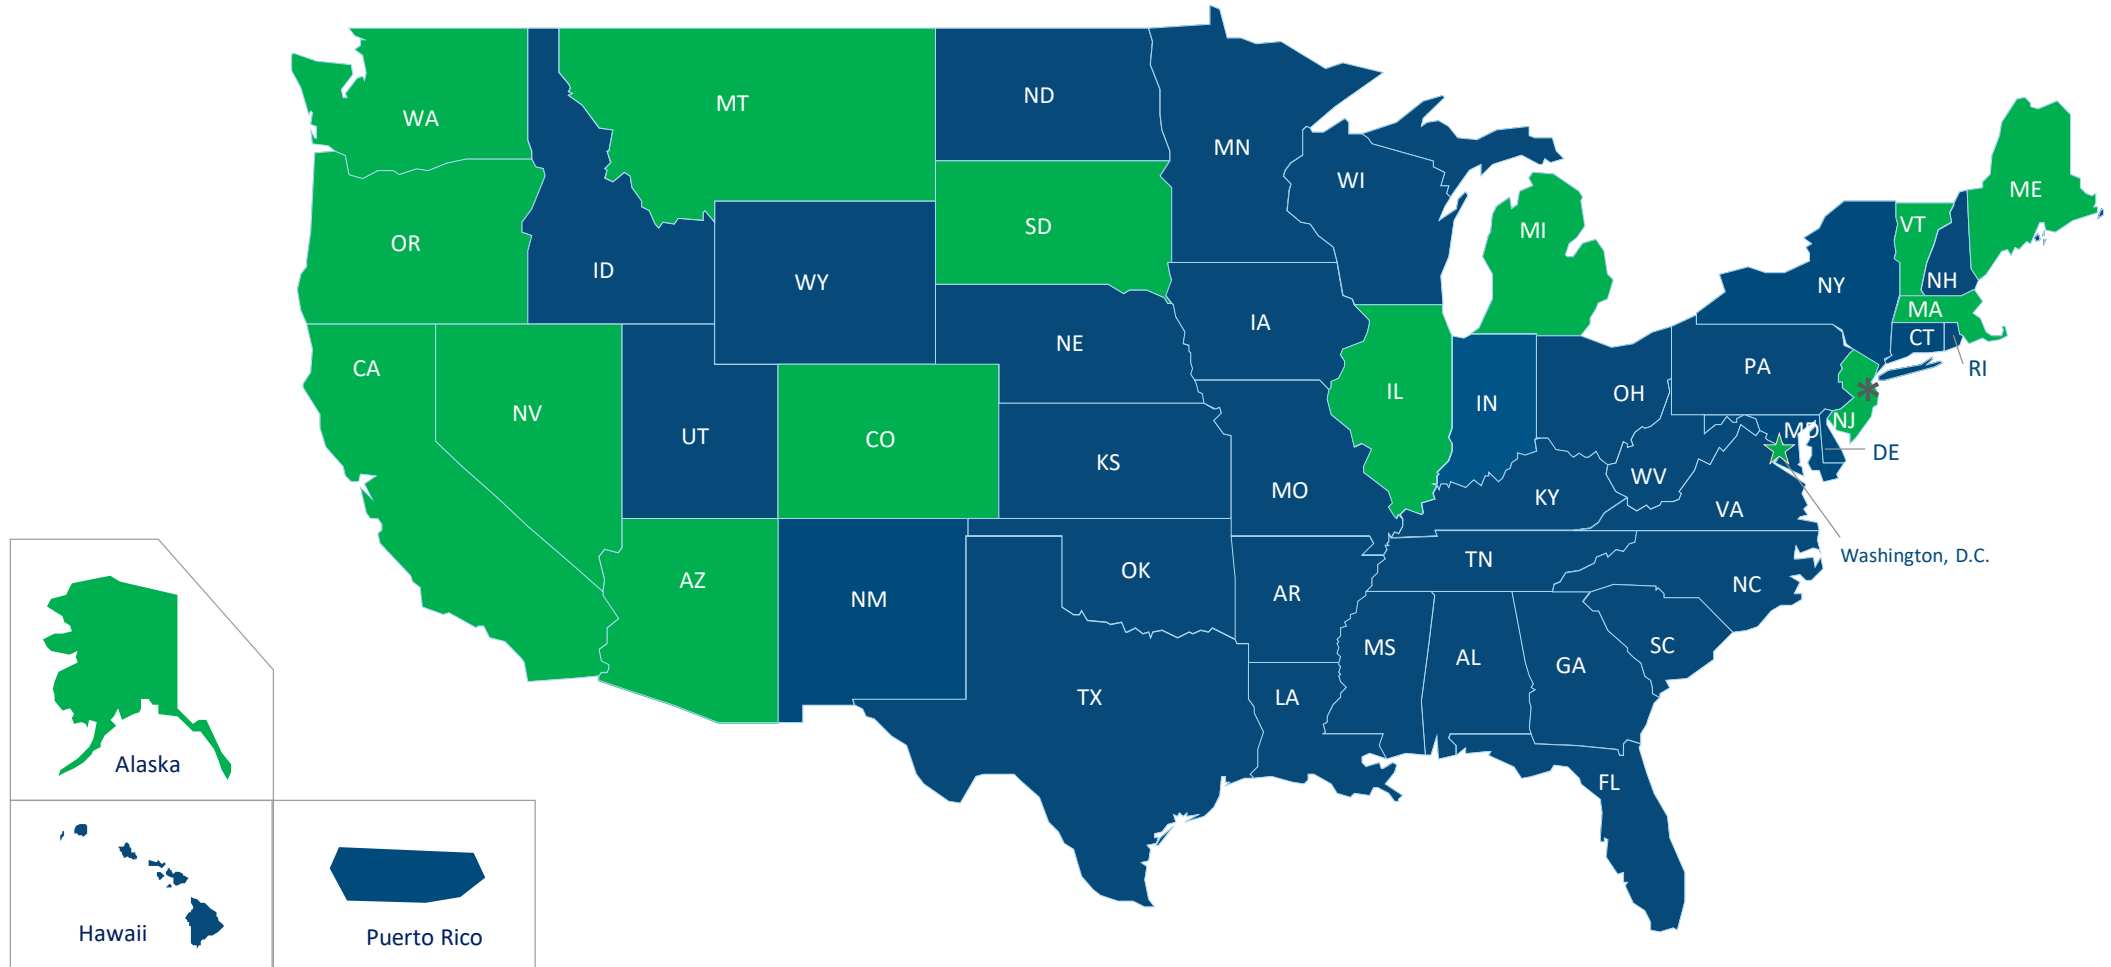 WA
MT
ND
MN
WI
MI
ME
VT
NH
NY
MA
CT
RI
OR
ID
WY
SD
IA
NE
CA
NV
UT
CO
KS
MO
IL
IN
OH
PA
NJ
MD
DE
WV
KY
VA
Washington, D.C.
AZ
NM
OK
AR
TN
NC
TX
LA
MS
AL
GA
SC
FL
Alaska
Hawaii
Puerto Rico